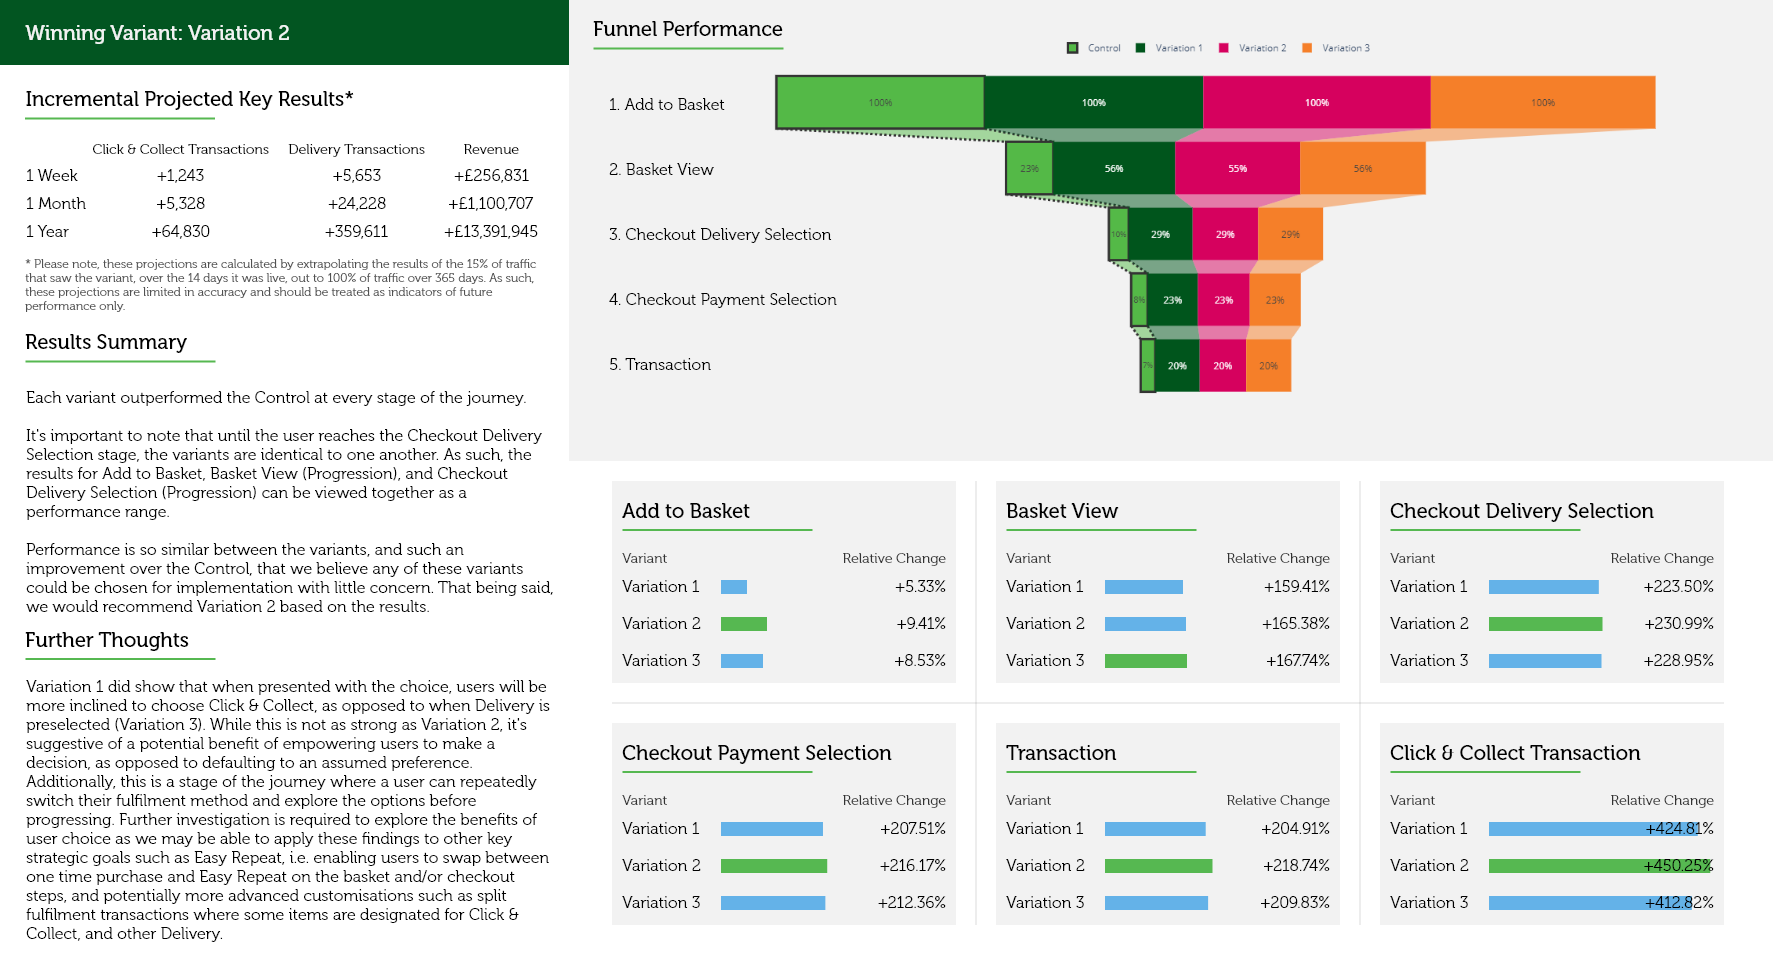 Winning Variant: Variation 2
Incremental Projected Key Results*
Click & Collect Transactions Delivery Transactions Revenue
1 Week +1,243 +5,653 +£256,831
1 Month +5,328 +24,228 +£1,100,707
1 Year +64,830 +359,611 +£13,391,945
* Please note, these projections are calculated by extrapolating the results of the 15% of traffic
that saw the variant, over the 14 days it was live, out to 100% of traffic over 365 days. As such,
these projections are limited in accuracy and should be treated as indicators of future
performance only.
Results Summary
Each variant outperformed the Control at every stage of the journey.
It's important to note that until the user reaches the Checkout Delivery
Selection stage, the variants are identical to one another. As such, the
results for Add to Basket, Basket View (Progression), and Checkout
Delivery Selection (Progression) can be viewed together as a
performance range.
Performance is so similar between the variants, and such an
improvement over the Control, that we believe any of these variants
could be chosen for implementation with little concern. That being said,
we would recommend Variation 2 based on the results.
Further Thoughts
Variation 1 did show that when presented with the choice, users will be
more inclined to choose Click & Collect, as opposed to when Delivery is
preselected (Variation 3). While this is not as strong as Variation 2, it's
suggestive of a potential benefit of empowering users to make a
decision, as opposed to defaulting to an assumed preference.
Additionally, this is a stage of the journey where a user can repeatedly
switch their fulfilment method and explore the options before
progressing. Further investigation is required to explore the benefits of
user choice as we may be able to apply these findings to other key
strategic goals such as Easy Repeat, i.e. enabling users to swap between
one time purchase and Easy Repeat on the basket and/or checkout
steps, and potentially more advanced customisations such as split
fulfilment transactions where some items are designated for Click &
Collect, and other Delivery.
Funnel Performance
Control Variation 1 Variation 2 Variation 3
1. Add to Basket 100% 100% 100% 100%
2. Basket View 23% 56% 55% 56%
3. Checkout Delivery Selection 10% 29% 29% 29%
4. Checkout Payment Selection 8% 23% 23% 23%
5. Transaction 7% 20% 20% 20%
Add to Basket
Variant Relative Change
Variation 1 +5.33%
Variation 2 +9.41%
Variation 3 +8.53%
Basket View
Variant Relative Change
Variation 1 +159.41%
Variation 2 +165.38%
Variation 3 +167.74%
Checkout Delivery Selection
Variant Relative Change
Variation 1 +223.50%
Variation 2 +230.99%
Variation 3 +228.95%
Checkout Payment Selection
Variant Relative Change
Variation 1 +207.51%
Variation 2 +216.17%
Variation 3 +212.36%
Transaction
Variant Relative Change
Variation 1 +204.91%
Variation 2 +218.74%
Variation 3 +209.83%
Click & Collect Transaction
Variant Relative Change
Variation 1 +424.81%
Variation 2 +450.25%
Variation 3 +412.82%